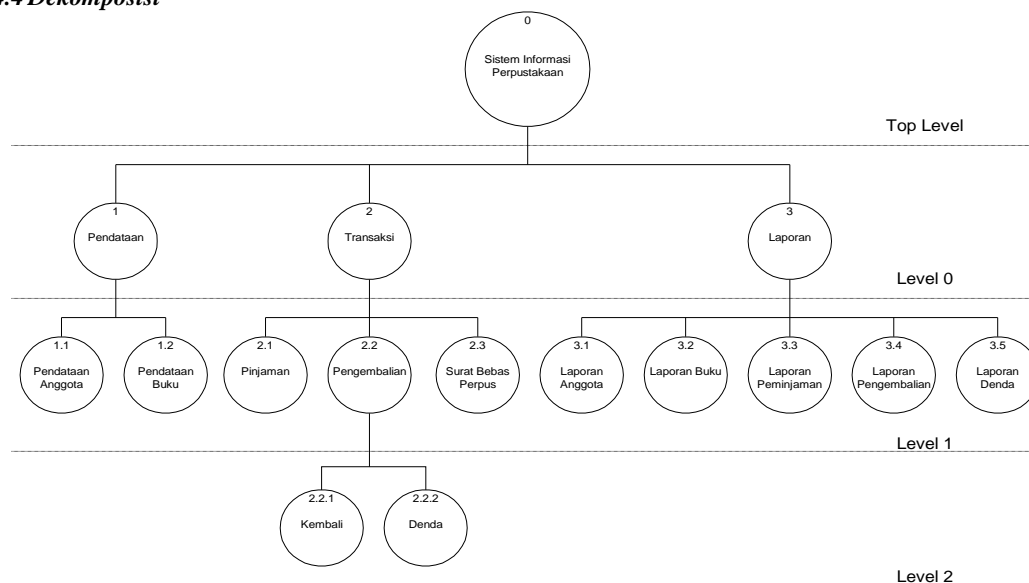 .4 Dekomposisi
0
Sistem Informasi
Perpustakaan
Top Level
1
Pendataan
2
Transaksi
3
Laporan
Level 0
1.1
Pendataan
Anggota
1.2
Pendataan
Buku
2.1
Pinjaman
2.2
Pengembalian
2.3
Surat Bebas
Perpus
3.1
Laporan
Anggota
3.2
Laporan Buku
3.3
Laporan
Peminjaman
3.4
Laporan
Pengembalian
3.5
Laporan
Denda
Level 1
2.2.1
Kembali
2.2.2
Denda
Level 2